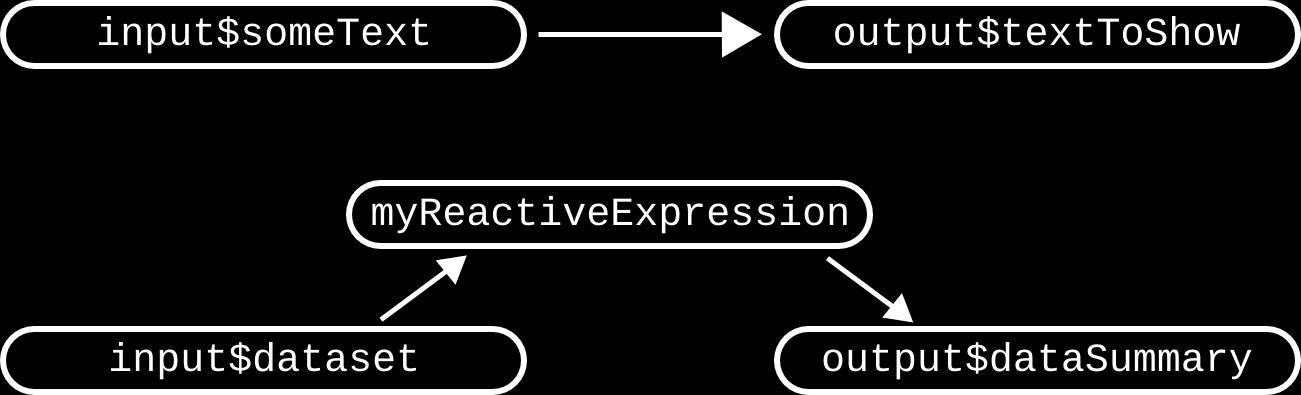 input$someText
output$textToShow
myReactiveExpression
input$dataset
output$dataSummary